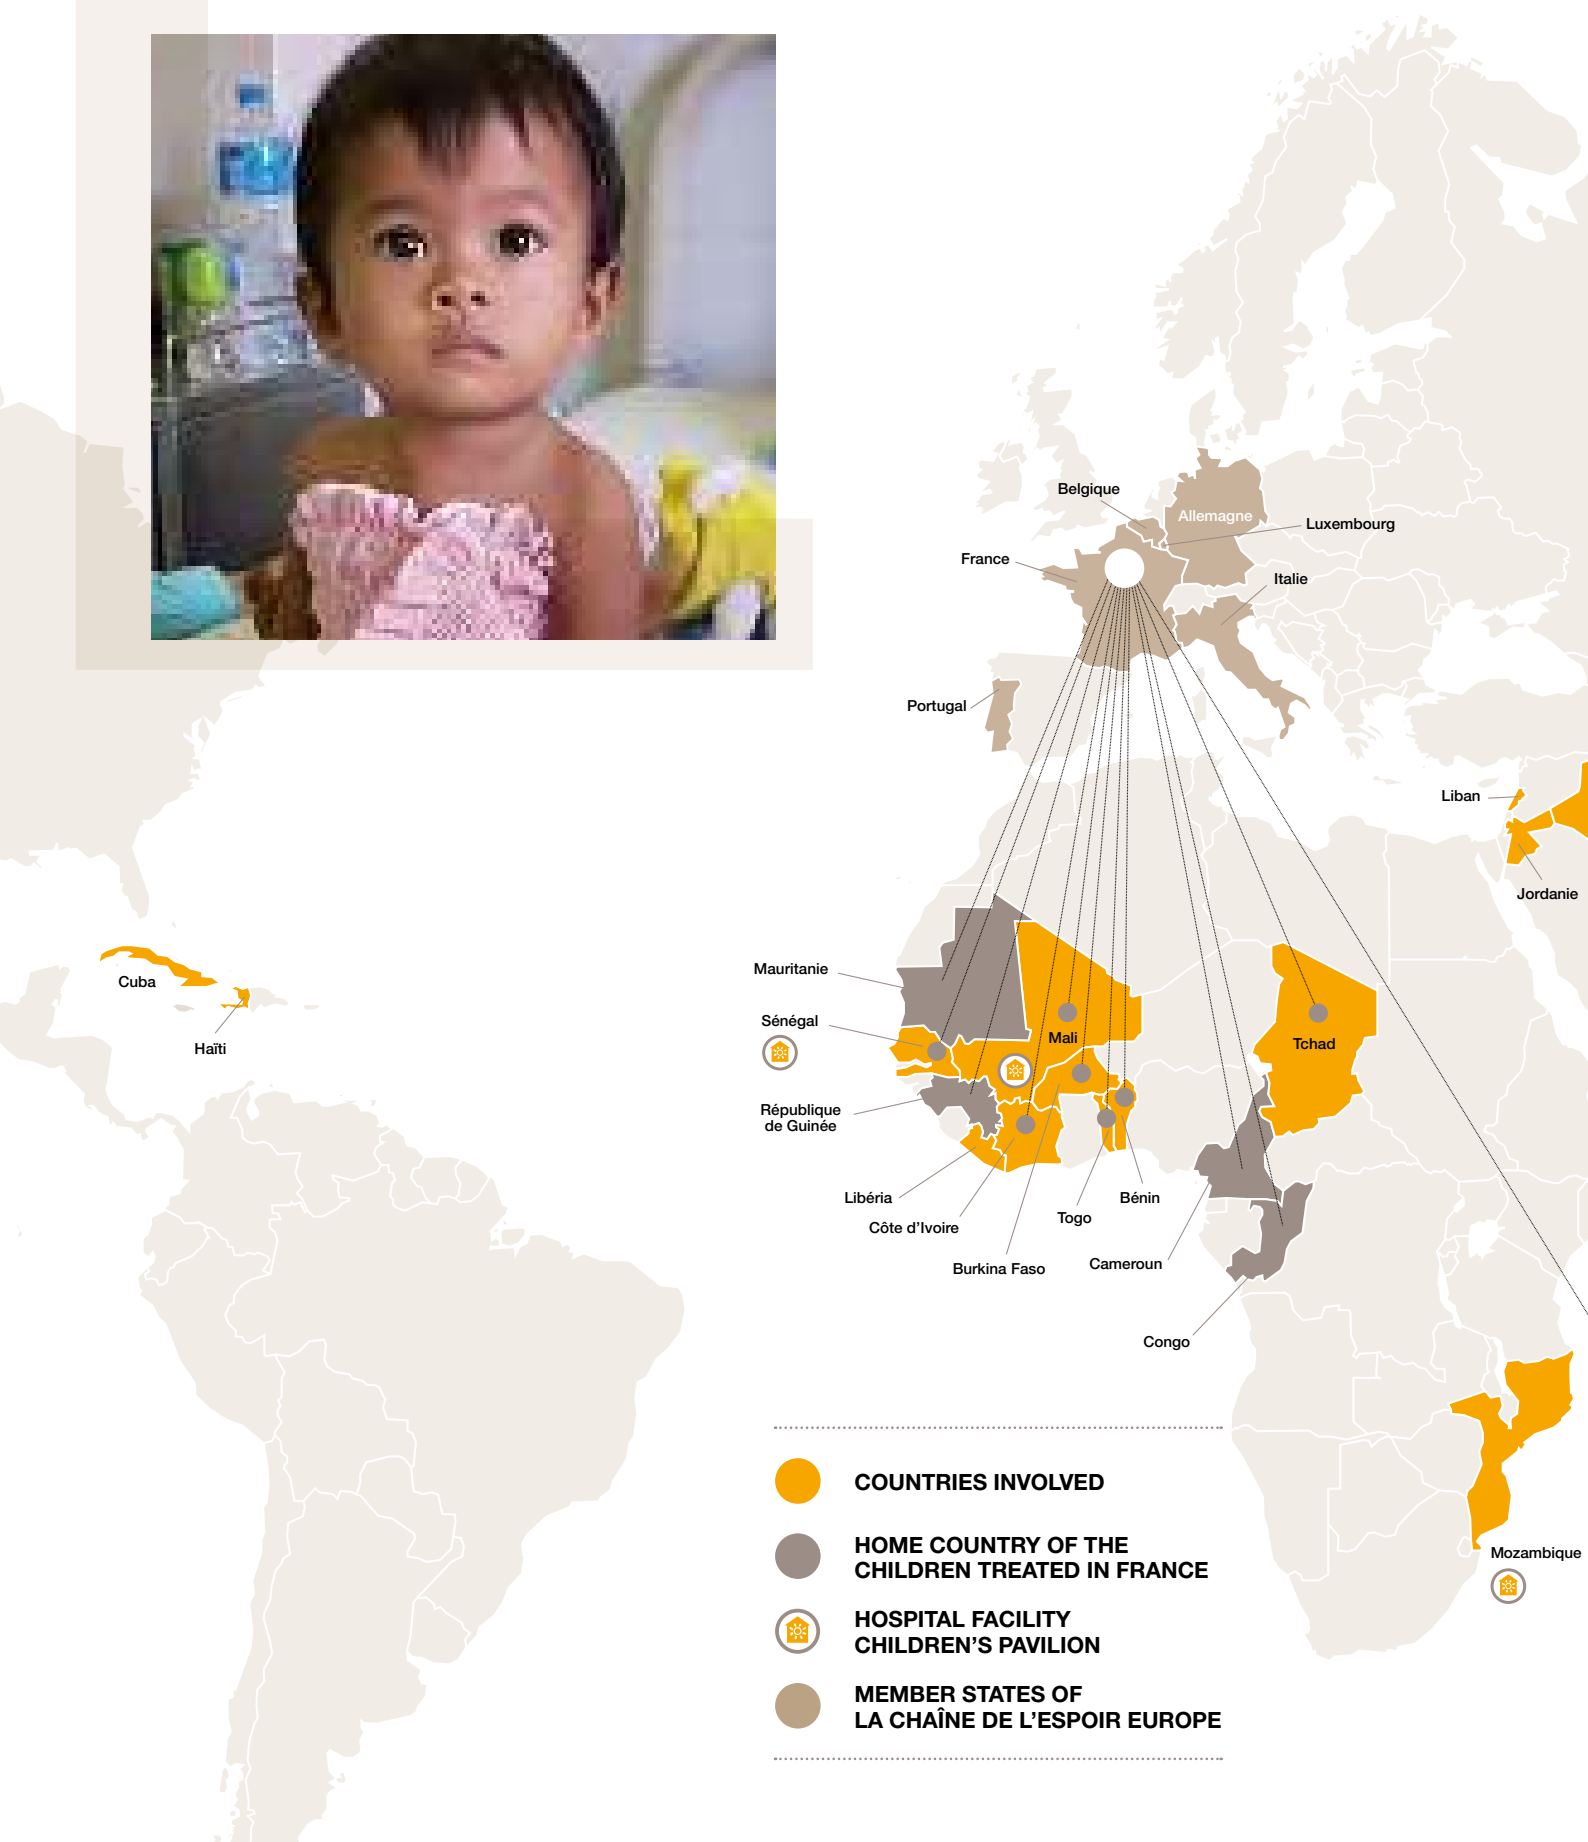 Belgique
Allemagne
Luxembourg
France
Italie
Portugal
Liban
Jordanie
Cuba
Haïti
Mauritanie
Sénégal
Mali
Tchad
République
de Guinée
Libéria
Côte d’Ivoire
Burkina Faso
Togo
Bénin
Cameroun
Congo
Mozambique
COUNTRIES INVOLVED
HOME COUNTRY OF THE
CHILDREN TREATED IN FRANCE
HOSPITAL FACILITY
CHILDREN’S PAVILION
MEMBER STATES OF
LA CHAÎNE DE L’ESPOIR EUROPE